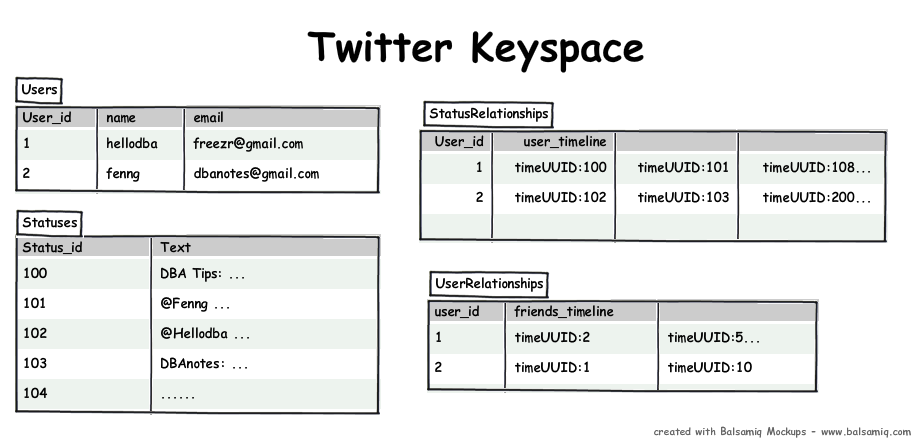 Twitter Keyspace
Users
User_id name email
1 hellodba freezr@gmail.com
2 fenng dbanotes@gmail.com
Statuses
Status_id Text
100 DBA Tips: ...
101 @Fenng ...
102 @Hellodba ...
103 DBAnotes: ...
104 ......
StatusRelationships
User_id user_timeline
1 timeUUID:100 timeUUID:101 timeUUID:108...
2 timeUUID:102 timeUUID:103 timeUUID:200...
UserRelationships
user_id friends_timeline
1 timeUUID:2 timeUUID:5...
2 timeUUID:1 timeUUID:10
created with Balsamiq Mockups - www.balsamiq.com